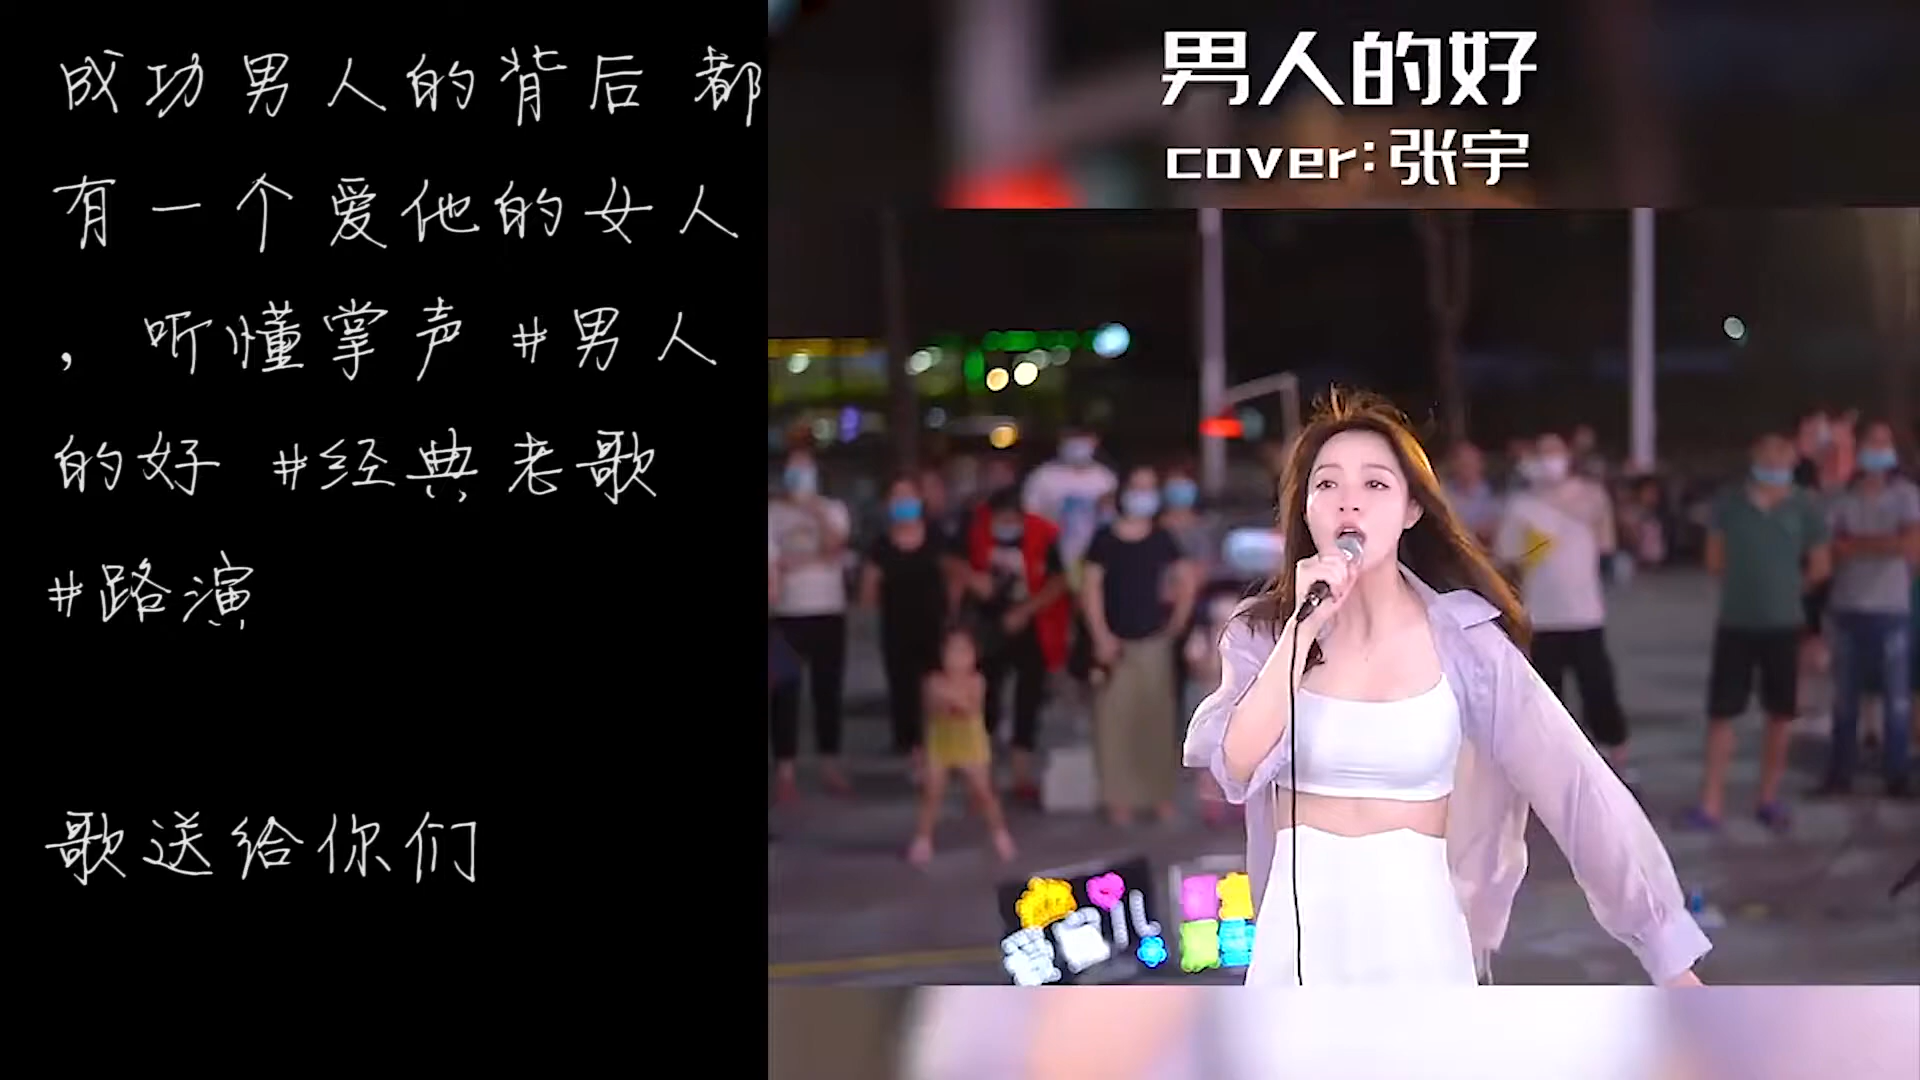 成功男人的背后 都
有一个爱他的女人
，听懂掌声 #男人
的好 #经典老歌
#路演
歌送给你们
男人的好
cover:张宇